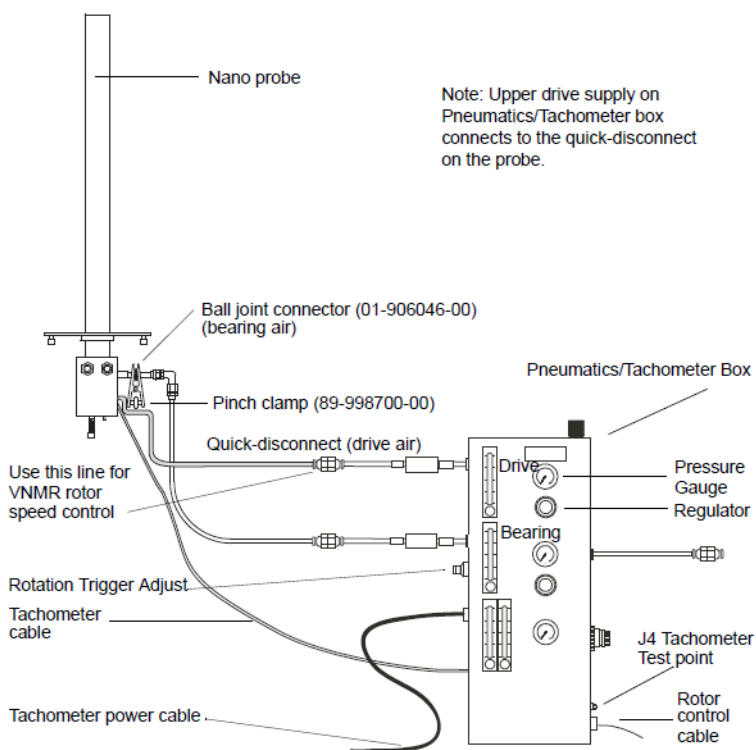 Nano probe
Note: Upper drive supply on
Pneumatics/Tachometer box
connects to the quick-disconnect
on the probe.
Ball joint connector (01-906046-00)
(bearing air)
Pneumatics/Tachometer Box
Pinch clamp (89-998700-00)
Quick-disconnect (drive air)
Use this line for
VNMR rotor
speed control
Drive
Pressure
Gauge
Regulator
Bearing
Rotation Trigger Adjust
Tachometer
cable
J4 Tachometer
Test point
Rotor
control
cable
Tachometer power cable